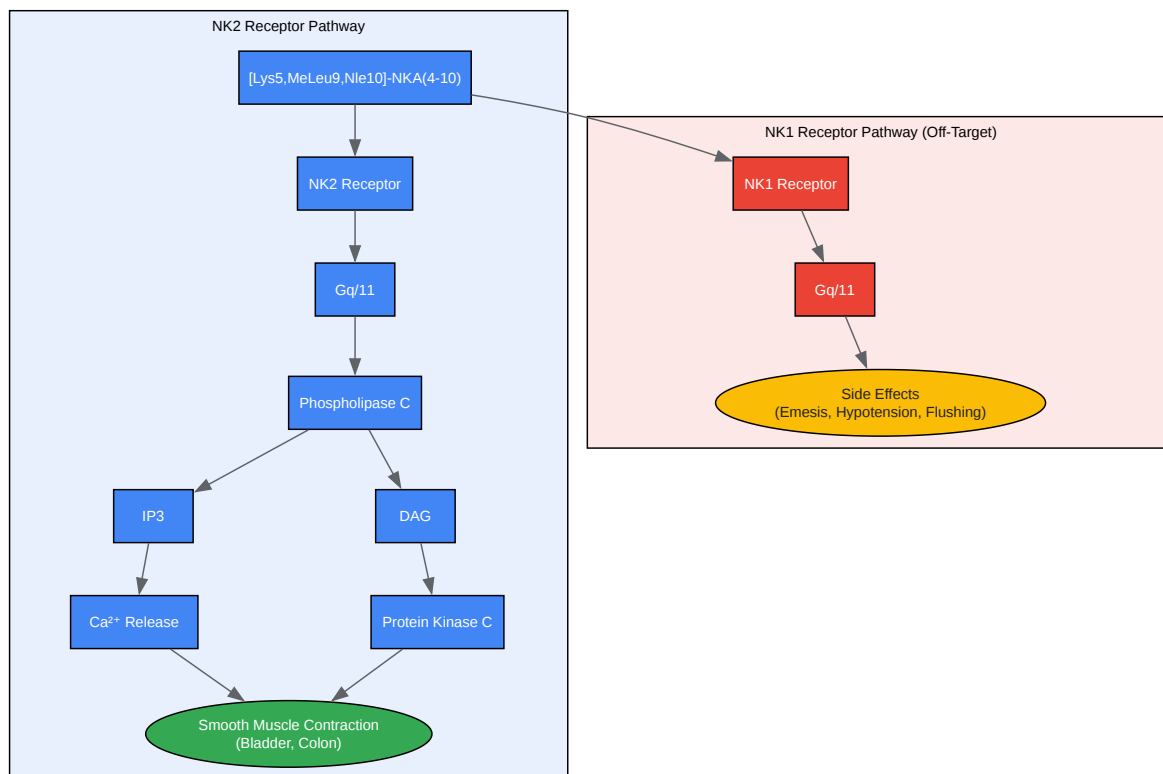 NK2 Receptor Pathway
[Lys5,MeLeu9,Nle10]-NKA(4-10)
NK2 Receptor
Gq/11
Phospholipase C
IP3
DAG
Ca²⁺ Release
Protein Kinase C
Smooth Muscle Contraction
(Bladder, Colon)
NK1 Receptor Pathway (Off-Target)
NK1 Receptor
Gq/11
Side Effects
(Emesis, Hypotension, Flushing)